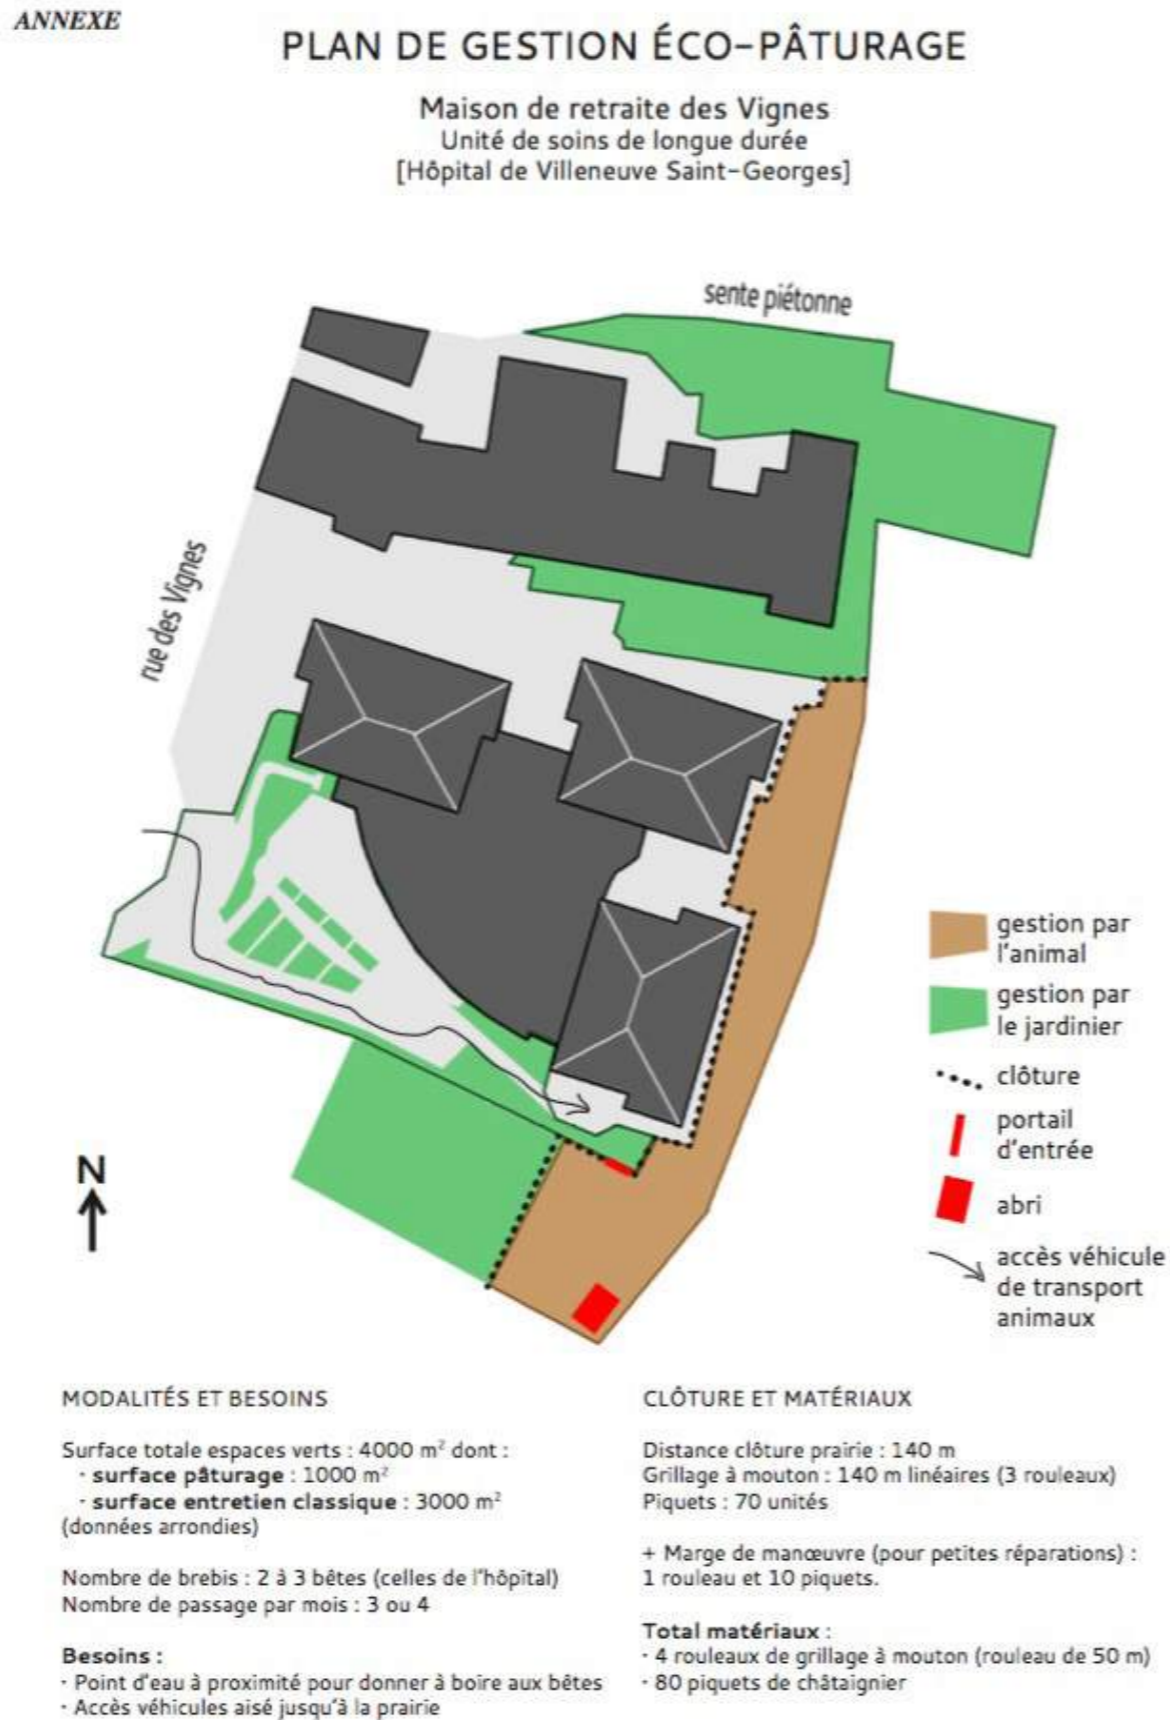 ANNEXE
PLAN DE GESTION ÉCO-PÂTURAGE
Maison de retraite des Vignes
Unité de soins de longue durée
[Hôpital de Villeneuve Saint-Georges]
sente piétonne
rue des Vignes
gestion par
l'animal
gestion par
le jardinier
clôture
portail
d'entrée
abri
accès véhicule
de transport
animaux
N
MODALITÉS ET BESOINS
Surface totale espaces verts : 4000 m² dont :
· surface pâturage : 1000 m²
· surface entretien classique : 3000 m²
(données arrondies)
Nombre de brebis : 2 à 3 bêtes (celles de l'hôpital)
Nombre de passage par mois : 3 ou 4
Besoins :
· Point d'eau à proximité pour donner à boire aux bêtes
· Accès véhicules aisé jusqu'à la prairie
CLÔTURE ET MATÉRIAUX
Distance clôture prairie : 140 m
Grillage à mouton : 140 m linéaires (3 rouleaux)
Piquets : 70 unités
+ Marge de manœuvre (pour petites réparations) :
1 rouleau et 10 piquets.
Total matériaux :
· 4 rouleaux de grillage à mouton (rouleau de 50 m)
· 80 piquets de châtaignier